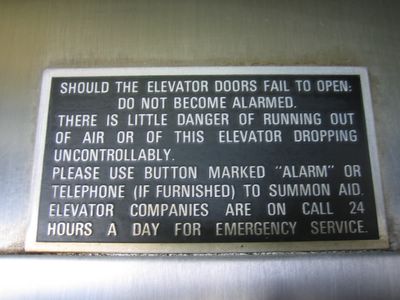 SHOULD THE ELEVATOR DOORS FAIL TO OPEN:
DO NOT BECOME ALARMED.
THERE IS LITTLE DANGER OF RUNNING OUT
OF AIR OR OF THIS ELEVATOR DROPPING
UNCONTROLLABLY.
PLEASE USE BUTTON MARKED "ALARM" OR
TELEPHONE (IF FURNISHED) TO SUMMON AID.
ELEVATOR COMPANIES ARE ON CALL 24
HOURS A DAY FOR EMERGENCY SERVICE.